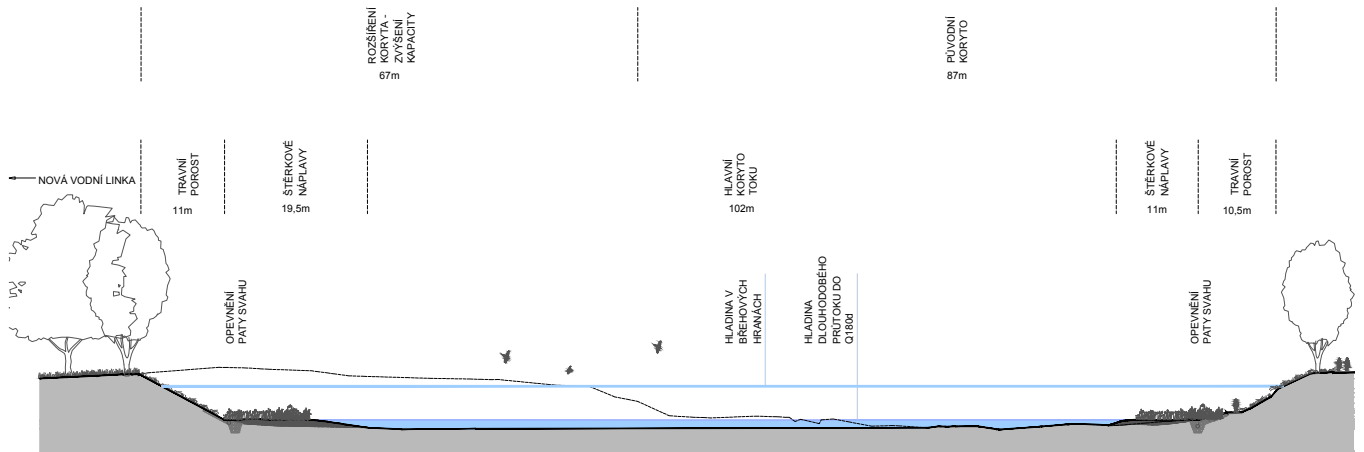 ROZŠÍŘENÍ
KORYTA -
ZVÝŠENÍ
KAPACITY
67m
PŮVODNÍ
KORYTO
87m
NOVÁ VODNÍ LINKA
TRAVNÍ
POROST
11m
ŠTĚRKOVÉ
NÁPLAVY
19,5m
HLAVNÍ
KORYTO
TOKU
102m
ŠTĚRKOVÉ
NÁPLAVY
11m
TRAVNÍ
POROST
10,5m
OPEVNĚNÍ
PATY SVAHU
HLADINA V
BŘEHOVÝCH
HRANÁCH
HLADINA
DLOUHODOBÉHO
PRŮTOKU DO
Q180d
OPEVNĚNÍ
PATY SVAHU